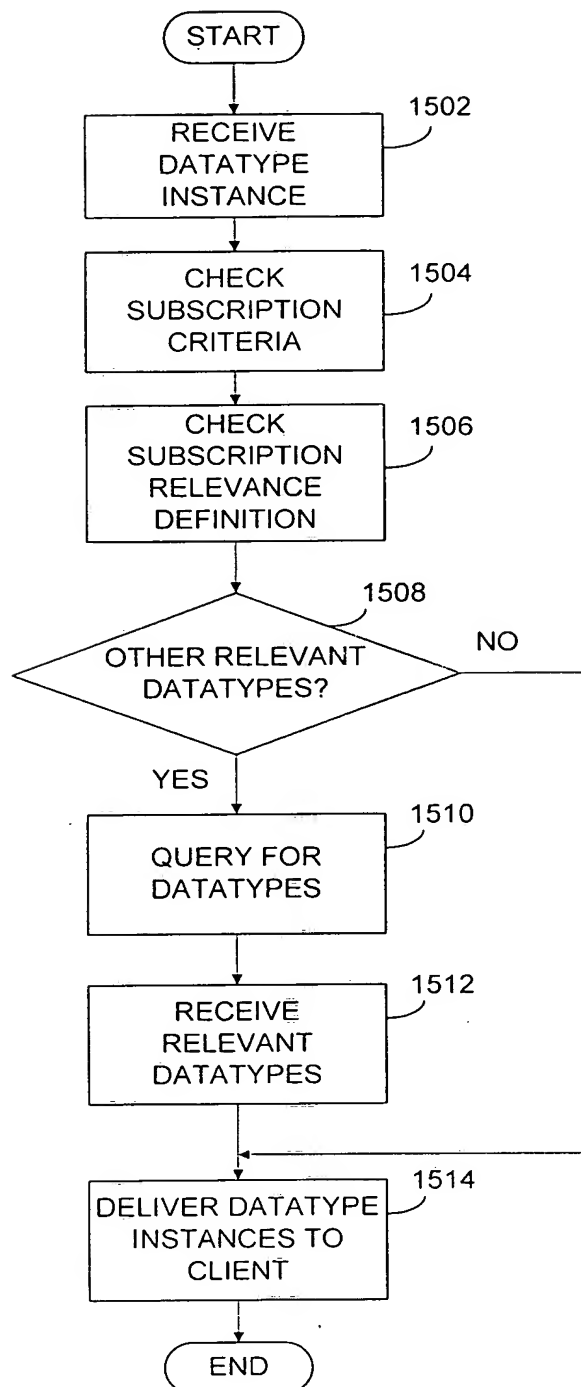 START
1502
RECEIVE
DATATYPE
INSTANCE
1504
CHECK
SUBSCRIPTION
CRITERIA
1506
CHECK
SUBSCRIPTION
RELEVANCE
DEFINITION
1508
OTHER RELEVANT
DATATYPES?
NO
YES
1510
QUERY FOR
DATATYPES
1512
RECEIVE
RELEVANT
DATATYPES
1514
DELIVER DATATYPE
INSTANCES TO
CLIENT
END